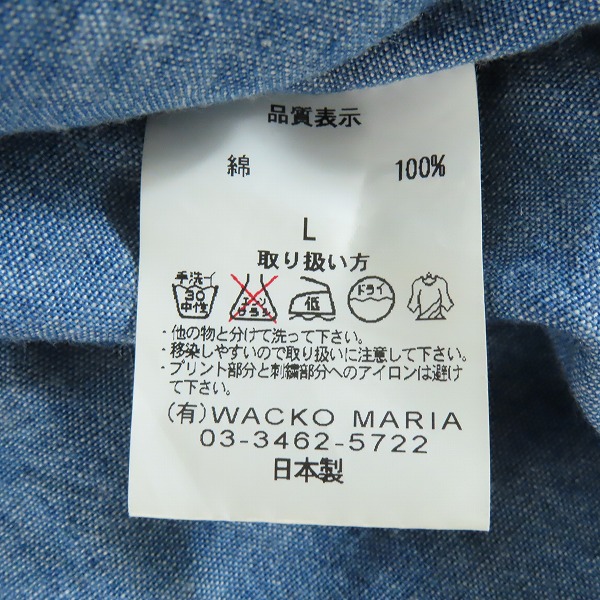 品質表示
綿 100%
L
取り扱い方
手洗イ 30 中性 エンソ サラシ 低 ドライ
・他の物と分けて洗って下さい。
・移染しやすいので取り扱いに注意して下さい。
・プリント部分と刺繍部分へのアイロンは避け
て下さい。
(有)WACKO MARIA
03-3462-5722
日本製